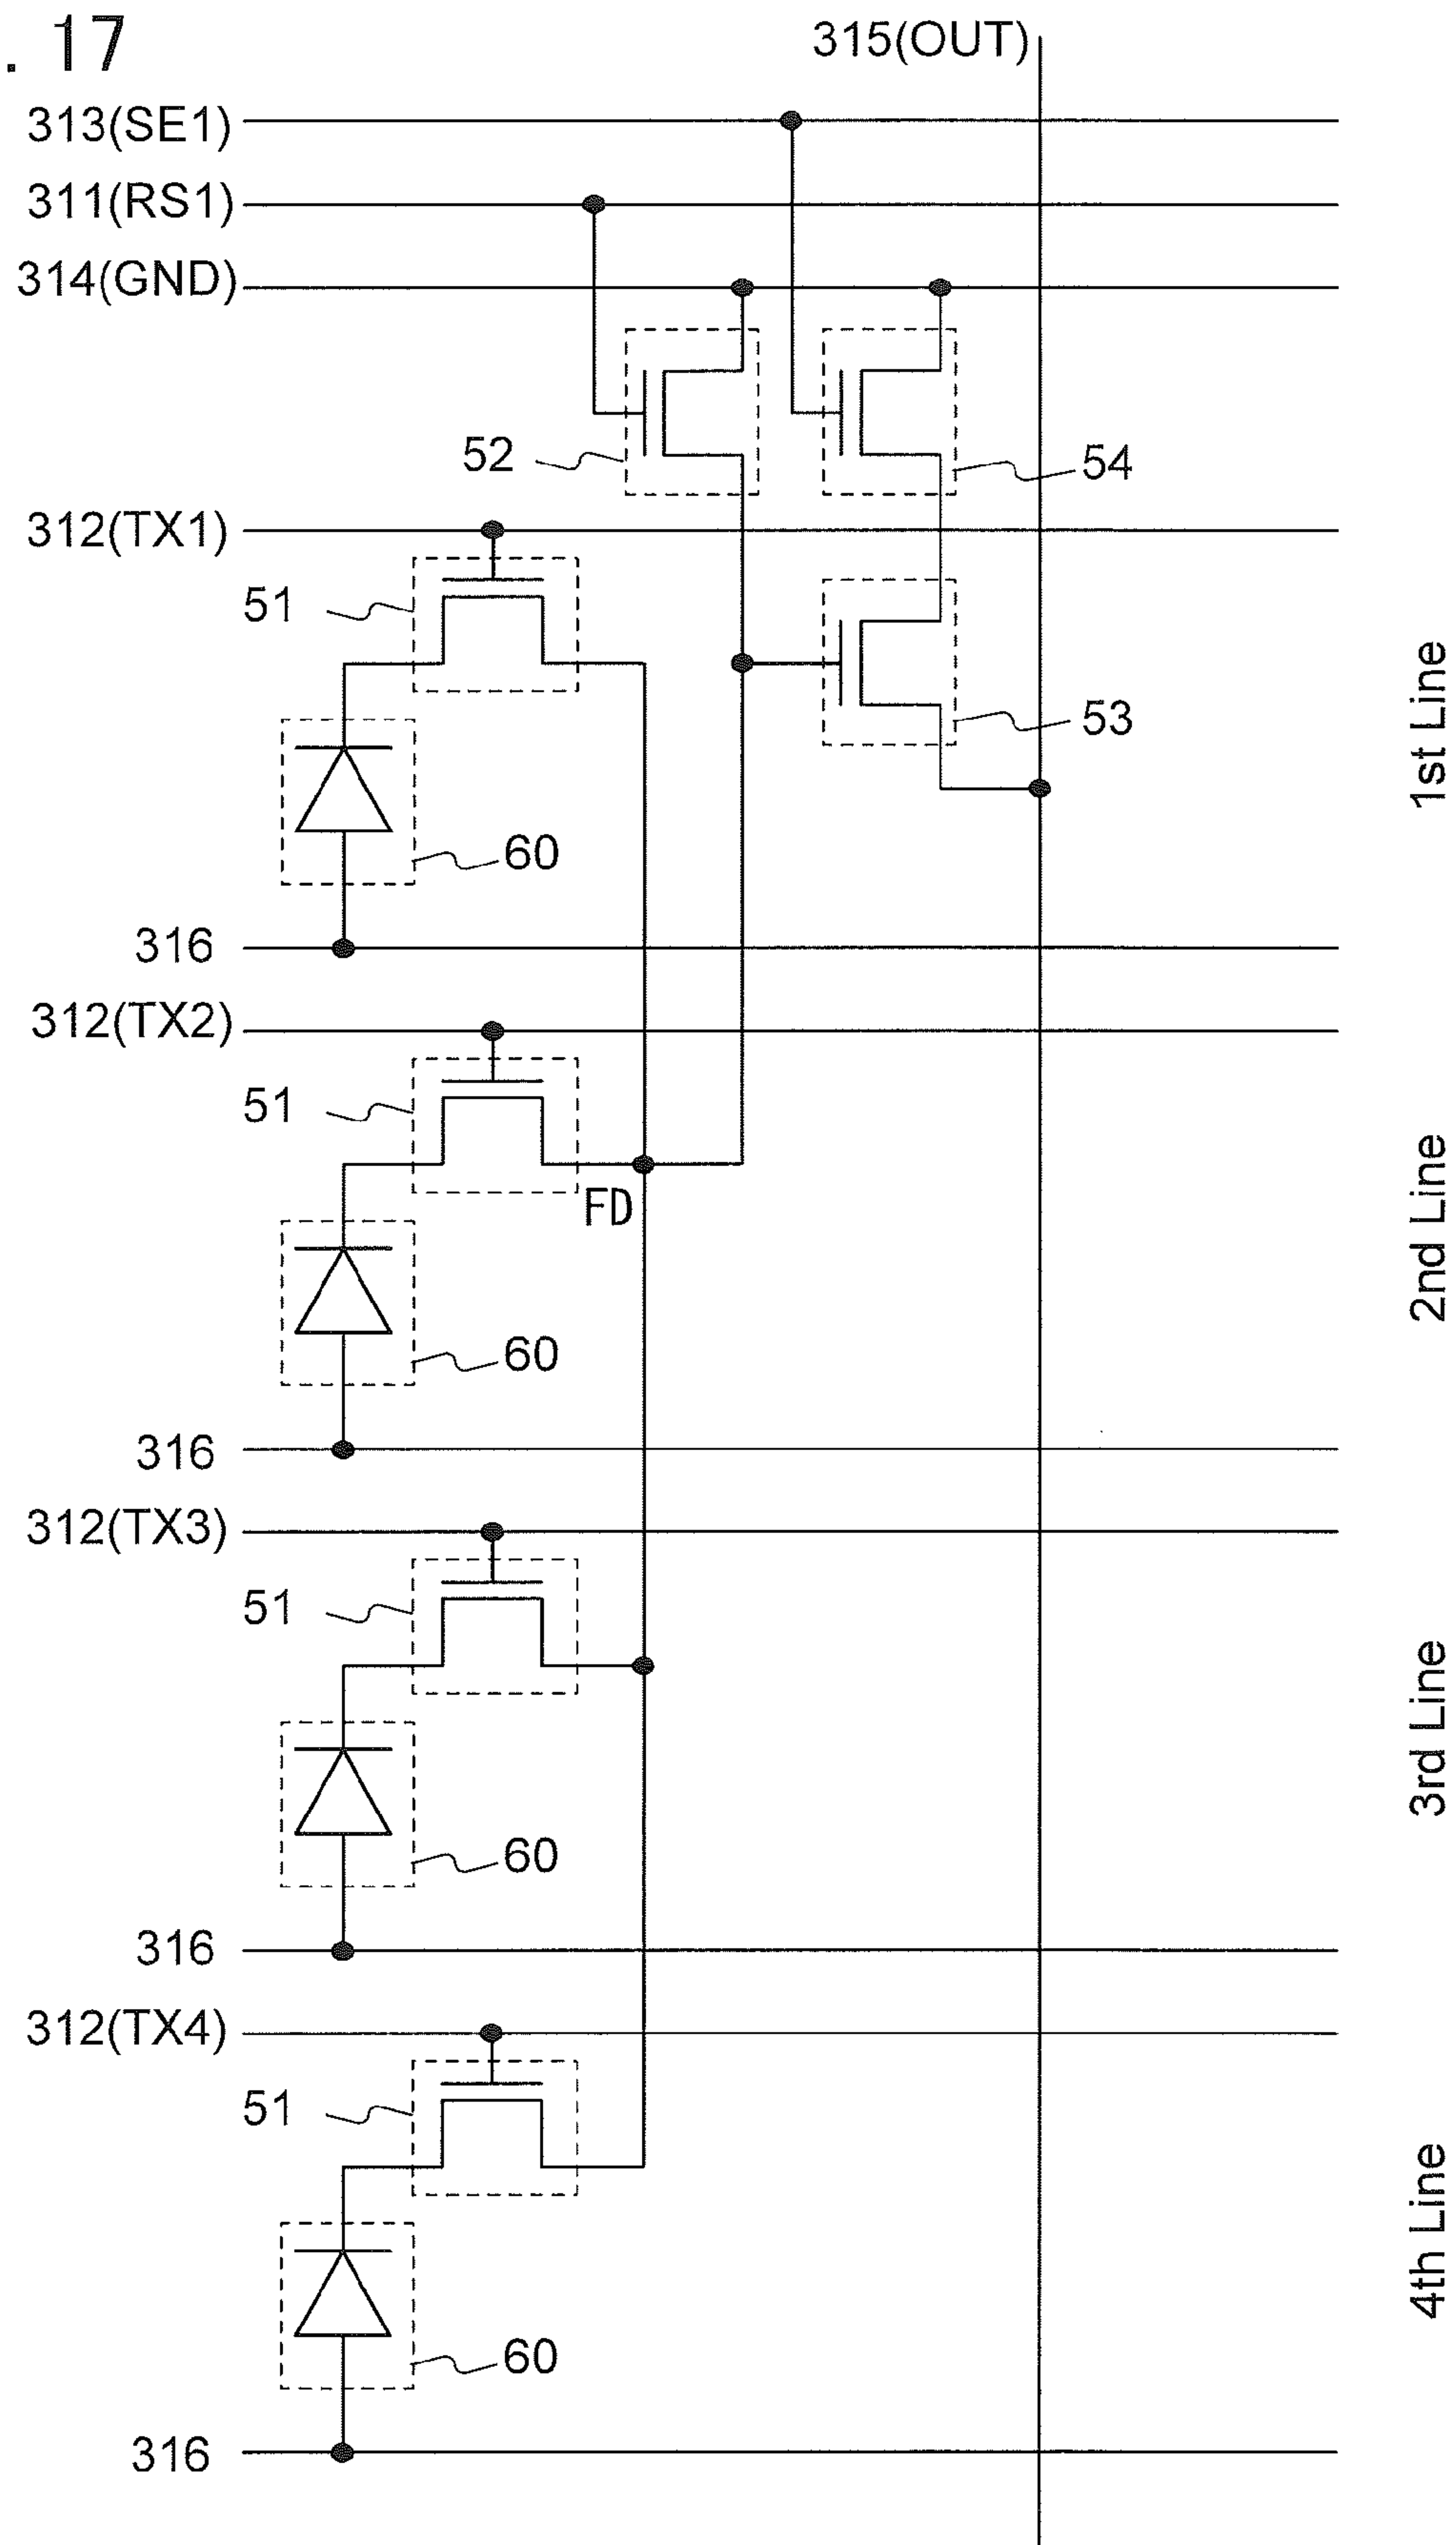 . 17
315(OUT)
313(SE1)
311(RS1)
314(GND)
52
54
312(TX1)
51
53
1st Line
60
316
312(TX2)
51
FD
2nd Line
60
316
312(TX3)
51
3rd Line
60
316
312(TX4)
51
4th Line
60
316